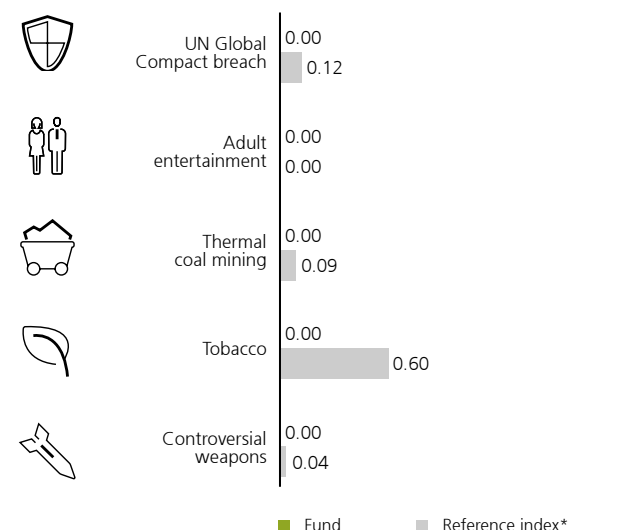 UN Global
Compact breach
0.00
0.12
Adult
entertainment
0.00
0.00
Thermal
coal mining
0.00
0.09
Tobacco
0.00
0.60
Controversial
weapons
0.00
0.04
Fund
Reference index*